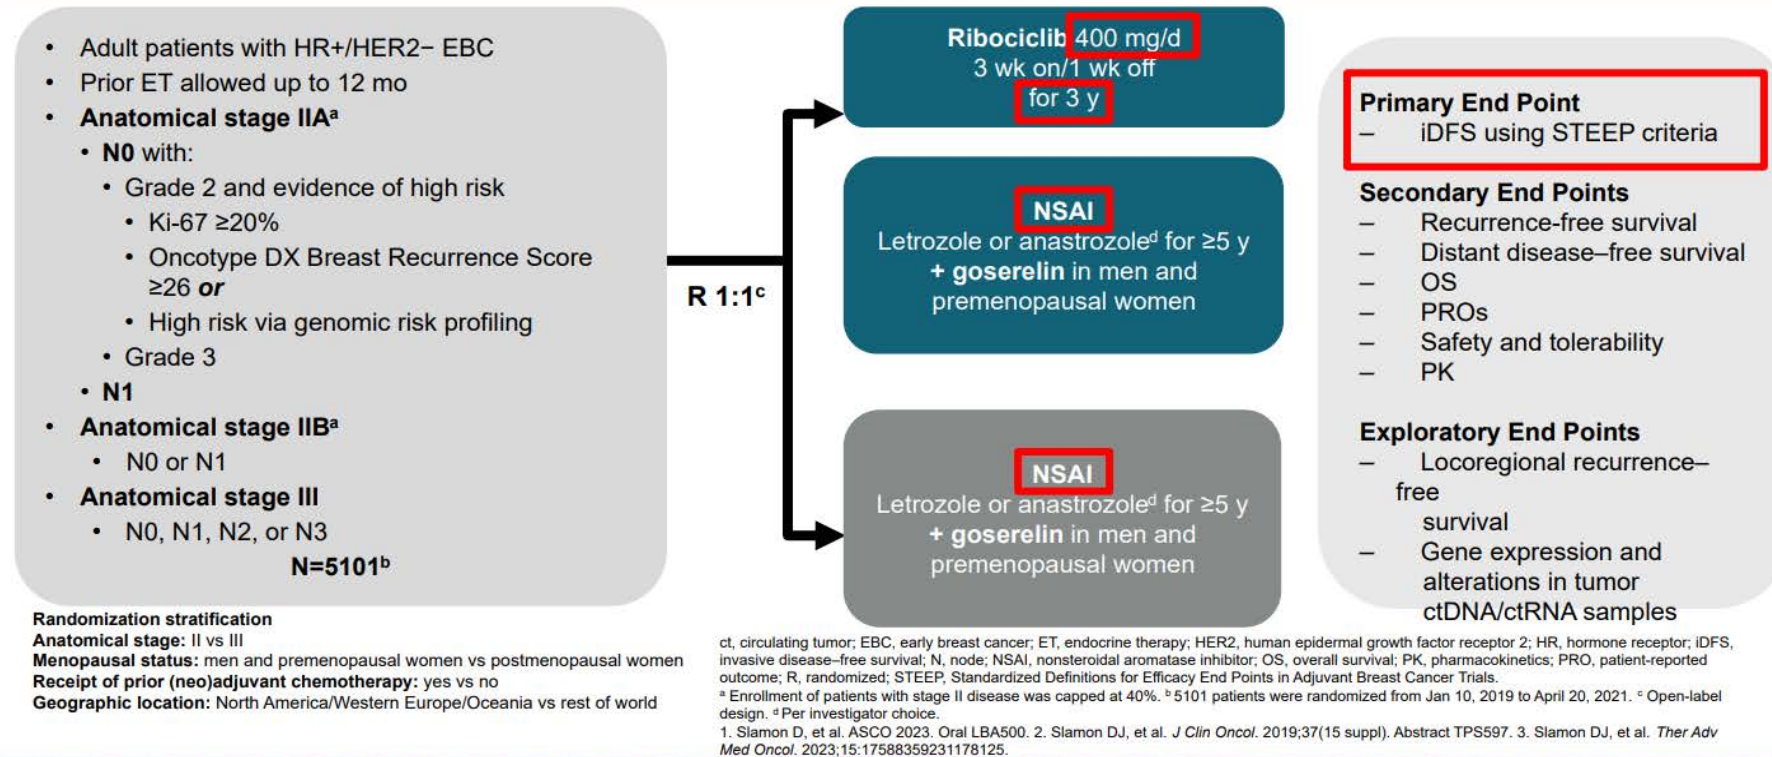 • Adult patients with HR+/HER2− EBC
• Prior ET allowed up to 12 mo
• Anatomical stage IIAᵃ
• N0 with:
• Grade 2 and evidence of high risk
• Ki-67 ≥20%
• Oncotype DX Breast Recurrence Score
≥26 or
• High risk via genomic risk profiling
• Grade 3
• N1
• Anatomical stage IIBᵃ
• N0 or N1
• Anatomical stage III
• N0, N1, N2, or N3
N=5101ᵇ
Randomization stratification
Anatomical stage: II vs III
Menopausal status: men and premenopausal women vs postmenopausal women
Receipt of prior (neo)adjuvant chemotherapy: yes vs no
Geographic location: North America/Western Europe/Oceania vs rest of world
R 1:1ᶜ
Ribociclib 400 mg/d
3 wk on/1 wk off
for 3 y
NSAI
Letrozole or anastrozoleᵈ for ≥5 y
+ goserelin in men and
premenopausal women
NSAI
Letrozole or anastrozoleᵈ for ≥5 y
+ goserelin in men and
premenopausal women
Primary End Point
– iDFS using STEEP criteria
Secondary End Points
– Recurrence-free survival
– Distant disease–free survival
– OS
– PROs
– Safety and tolerability
– PK
Exploratory End Points
– Locoregional recurrence–
free
survival
– Gene expression and
alterations in tumor
ctDNA/ctRNA samples
ct, circulating tumor; EBC, early breast cancer; ET, endocrine therapy; HER2, human epidermal growth factor receptor 2; HR, hormone receptor; iDFS,
invasive disease–free survival; N, node; NSAI, nonsteroidal aromatase inhibitor; OS, overall survival; PK, pharmacokinetics; PRO, patient-reported
outcome; R, randomized; STEEP, Standardized Definitions for Efficacy End Points in Adjuvant Breast Cancer Trials.
ᵃ Enrollment of patients with stage II disease was capped at 40%. ᵇ 5101 patients were randomized from Jan 10, 2019 to April 20, 2021. ᶜ Open-label
design. ᵈ Per investigator choice.
1. Slamon D, et al. ASCO 2023. Oral LBA500. 2. Slamon DJ, et al. J Clin Oncol. 2019;37(15 suppl). Abstract TPS597. 3. Slamon DJ, et al. Ther Adv
Med Oncol. 2023;15:17588359231178125.